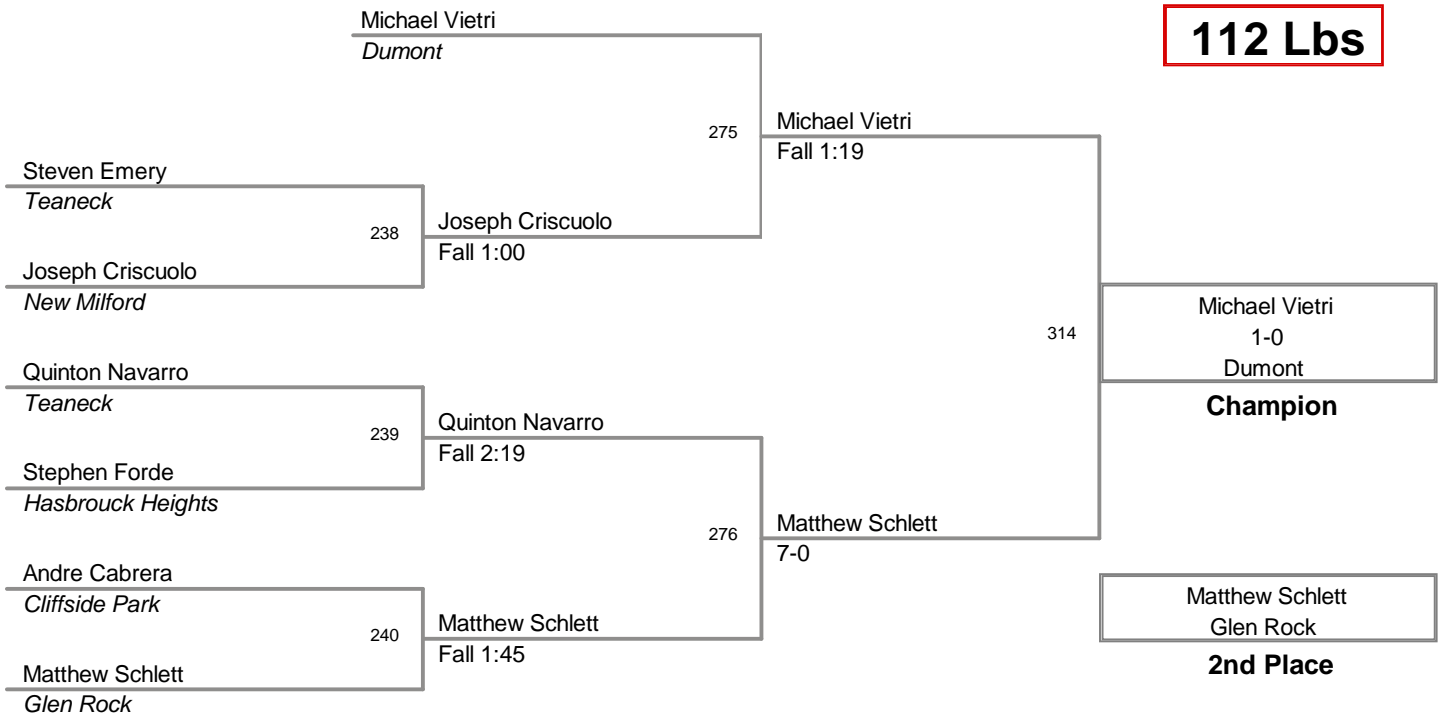 Michael Vietri
Dumont
112 Lbs
275
Michael Vietri
Fall 1:19
Steven Emery
Teaneck
238
Joseph Criscuolo
Fall 1:00
Joseph Criscuolo
New Milford
314
Michael Vietri
1-0
Dumont
Champion
Quinton Navarro
Teaneck
239
Quinton Navarro
Fall 2:19
Stephen Forde
Hasbrouck Heights
276
Matthew Schlett
7-0
Andre Cabrera
Cliffside Park
240
Matthew Schlett
Fall 1:45
Matthew Schlett
Glen Rock
Matthew Schlett
Glen Rock
2nd Place